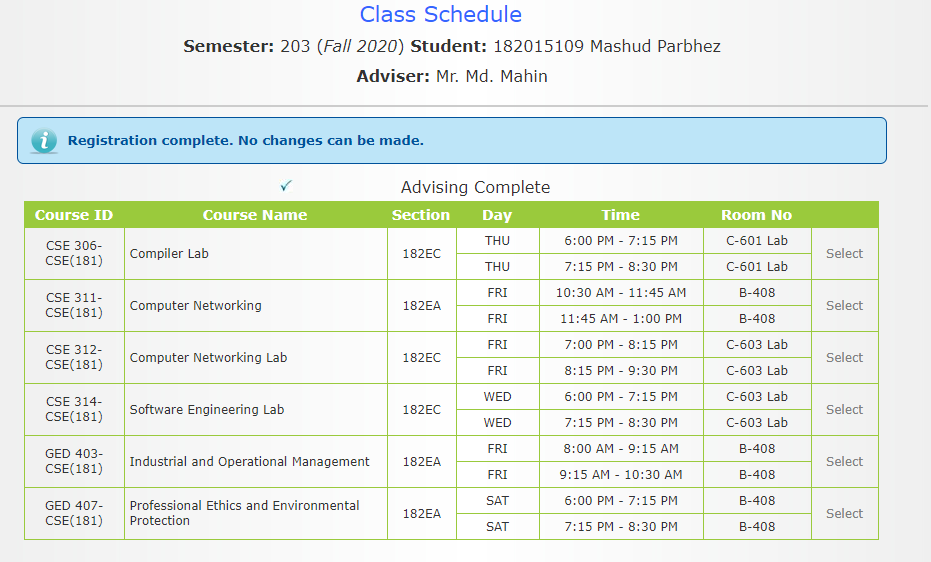 Class Schedule
Semester: 203 (Fall 2020) Student: 182015109 Mashud Parbhez
Adviser: Mr. Md. Mahin
Registration complete. No changes can be made.
Advising Complete
Course ID Course Name Section Day Time Room No
CSE 306-
CSE(181)
Compiler Lab
182EC
THU 6:00 PM - 7:15 PM C-601 Lab
THU 7:15 PM - 8:30 PM C-601 Lab
Select
CSE 311-
CSE(181)
Computer Networking
182EA
FRI 10:30 AM - 11:45 AM B-408
FRI 11:45 AM - 1:00 PM B-408
Select
CSE 312-
CSE(181)
Computer Networking Lab
182EC
FRI 7:00 PM - 8:15 PM C-603 Lab
FRI 8:15 PM - 9:30 PM C-603 Lab
Select
CSE 314-
CSE(181)
Software Engineering Lab
182EC
WED 6:00 PM - 7:15 PM C-603 Lab
WED 7:15 PM - 8:30 PM C-603 Lab
Select
GED 403-
CSE(181)
Industrial and Operational Management
182EA
FRI 8:00 AM - 9:15 AM B-408
FRI 9:15 AM - 10:30 AM B-408
Select
GED 407-
CSE(181)
Professional Ethics and Environmental
Protection
182EA
SAT 6:00 PM - 7:15 PM B-408
SAT 7:15 PM - 8:30 PM B-408
Select